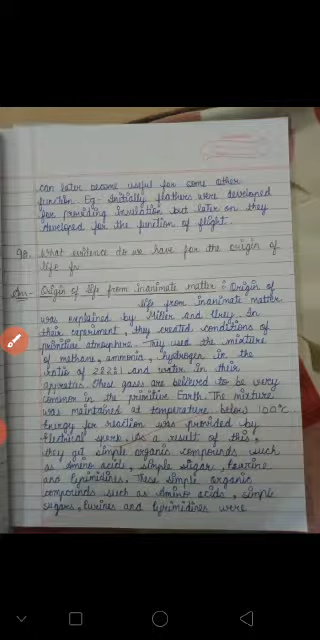 can later become useful for some other
function. Eg- Initially feathers were developed
for providing insulation but later on they
developed for the function of flight.
98. What evidence do we have for the origin of
life fr
Ans- Origin of life from inanimate matter : Origin of
life from inanimate matter
was explained by Miller and they. In
their experiment, they created conditions of
primitive atmosphere. They used the mixture
of methane, ammonia, hydrogen in the
ratio of 2:2:1 and water in their
apparatus. These gases are believed to be very
common in the primitive Earth. The mixture
was maintained at temperature below 100°C
Energy for reaction was provided by
electrical spark. As a result of this,
they got simple organic compounds such
as amino acids, simple sugar,
and Pyrimidines. These simple organic
compounds such as Amino acids, simple
sugars, Purines and Pyrimidines were